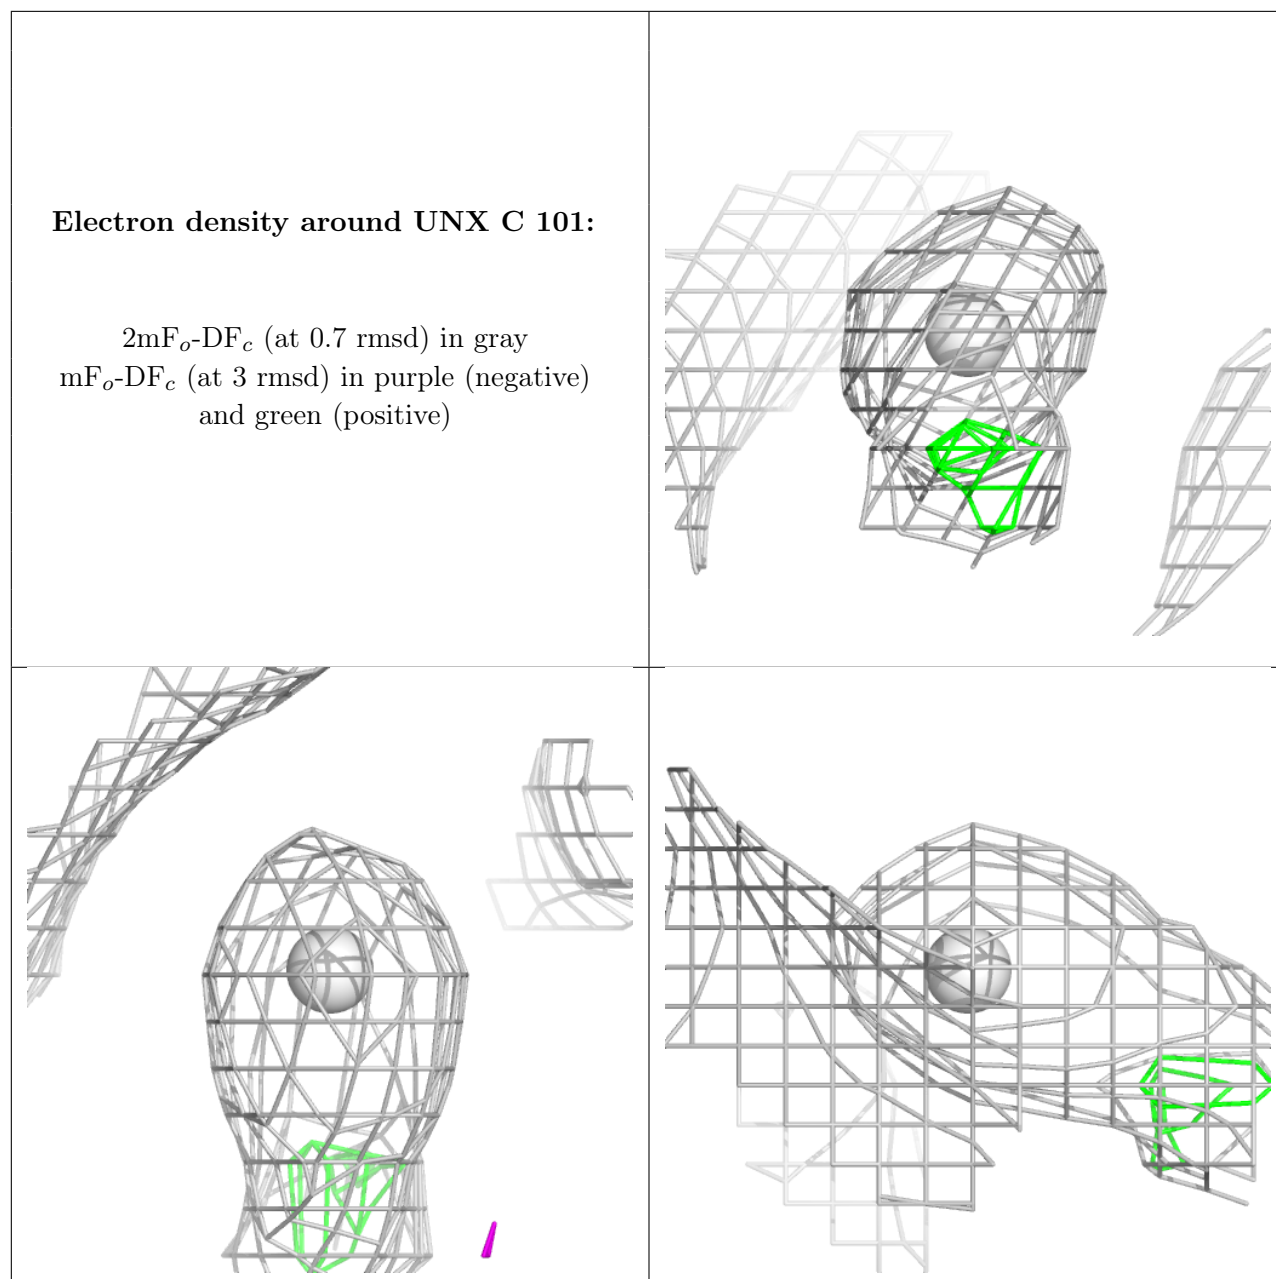 Electron density around UNX C 101:
2mFo-DFc (at 0.7 rmsd) in gray
mFo-DFc (at 3 rmsd) in purple (negative)
and green (positive)